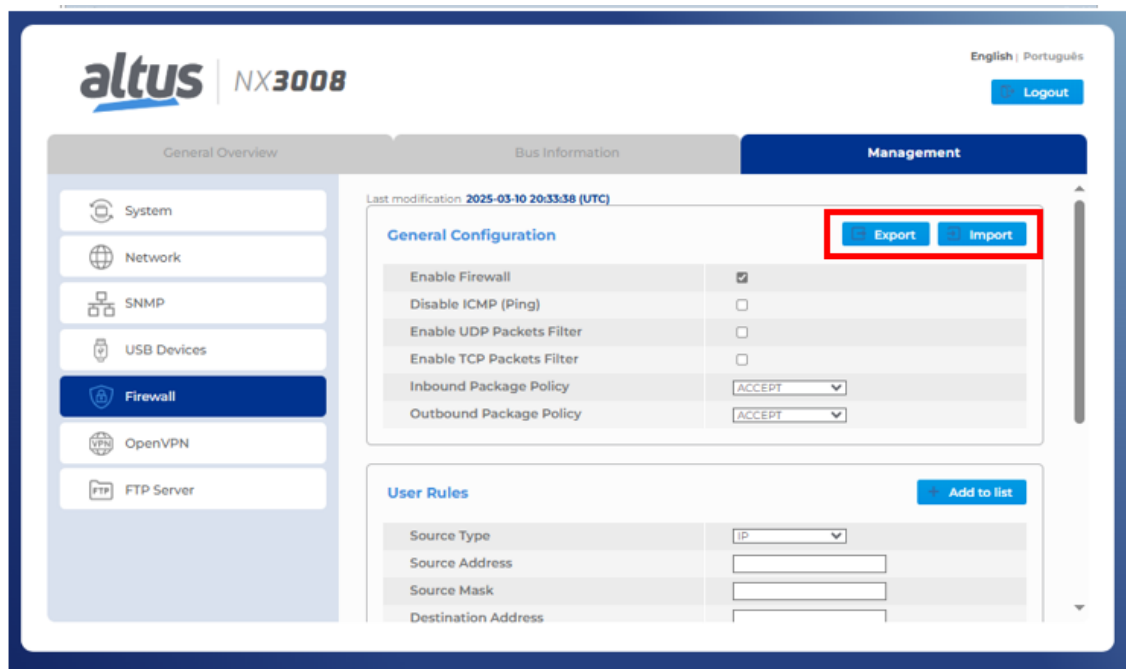 English | Português
altus NX3008
Logout
General Overview Bus Information Management
System
Network
SNMP
USB Devices
Firewall
VPN OpenVPN
FTP FTP Server
Last modification 2025-03-10 20:33:38 (UTC)
General Configuration Export Import
Enable Firewall
Disable ICMP (Ping)
Enable UDP Packets Filter
Enable TCP Packets Filter
Inbound Package Policy ACCEPT
Outbound Package Policy ACCEPT
User Rules + Add to list
Source Type IP
Source Address
Source Mask
Destination Address